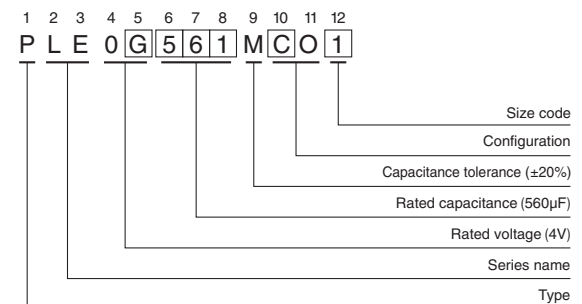 1 2 3 4 5 6 7 8 9 10 11 12
P L E 0 G 5 6 1 M C O 1
Size code
Configuration
Capacitance tolerance (±20%)
Rated capacitance (560µF)
Rated voltage (4V)
Series name
Type